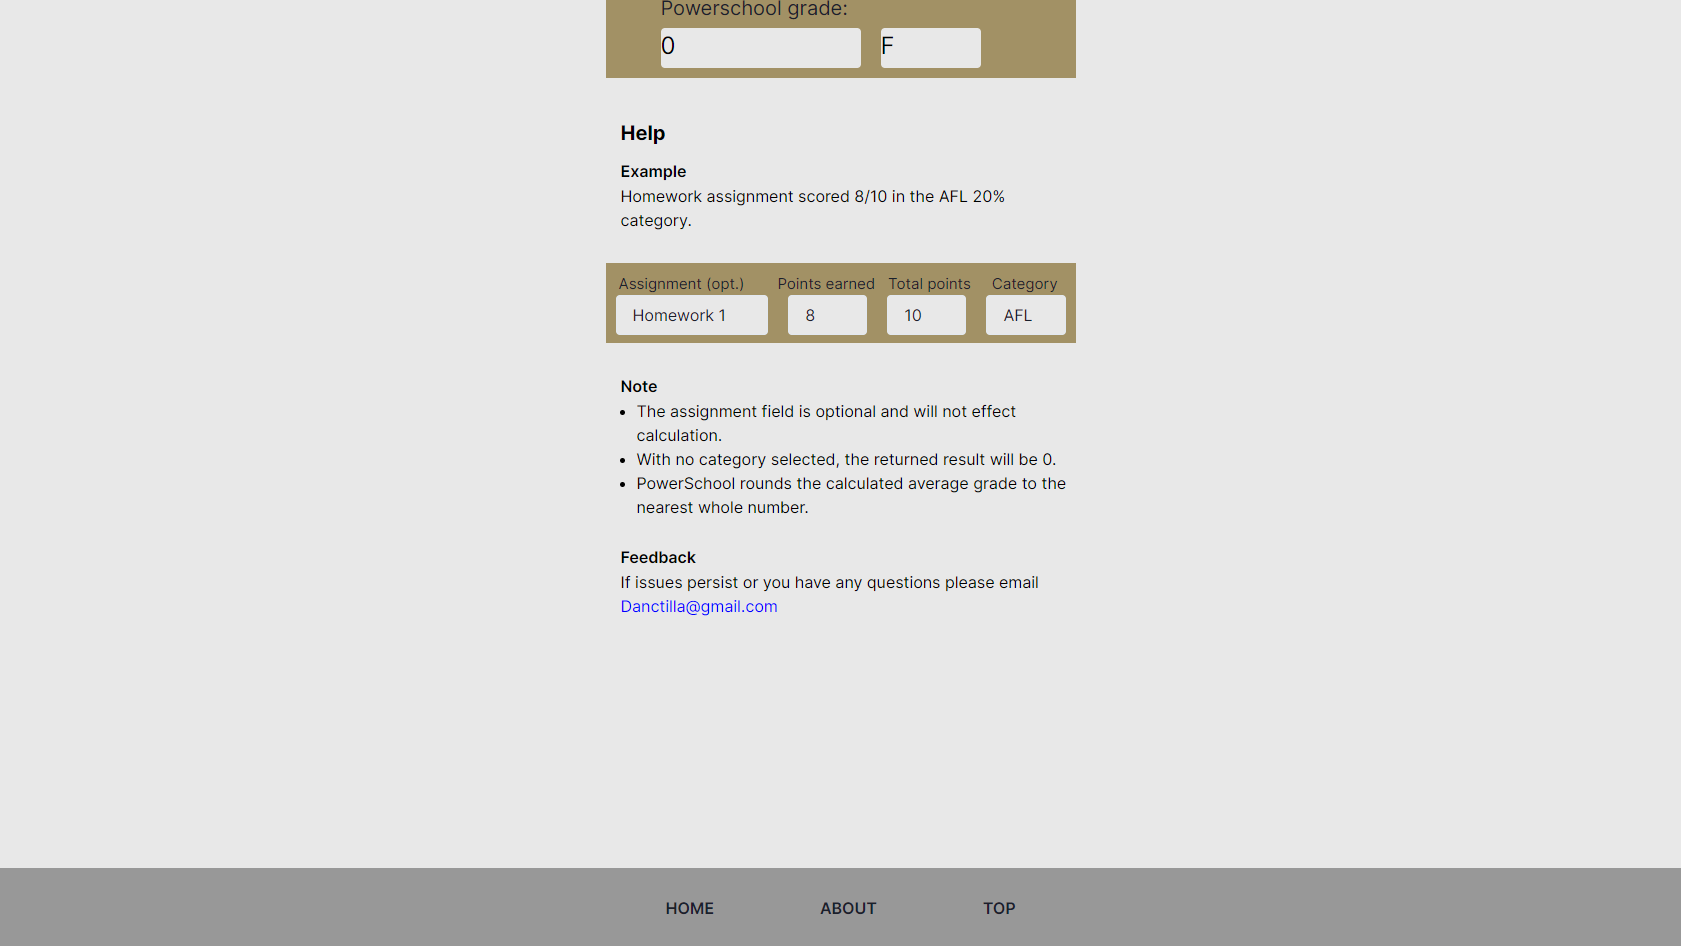 Powerschool grade:
0 F
Help
Example
Homework assignment scored 8/10 in the AFL 20%
category.
Assignment (opt.) Points earned Total points Category
Homework 1 8 10 AFL
Note
• The assignment field is optional and will not effect
calculation.
• With no category selected, the returned result will be 0.
• PowerSchool rounds the calculated average grade to the
nearest whole number.
Feedback
If issues persist or you have any questions please email
Danctilla@gmail.com
HOME ABOUT TOP